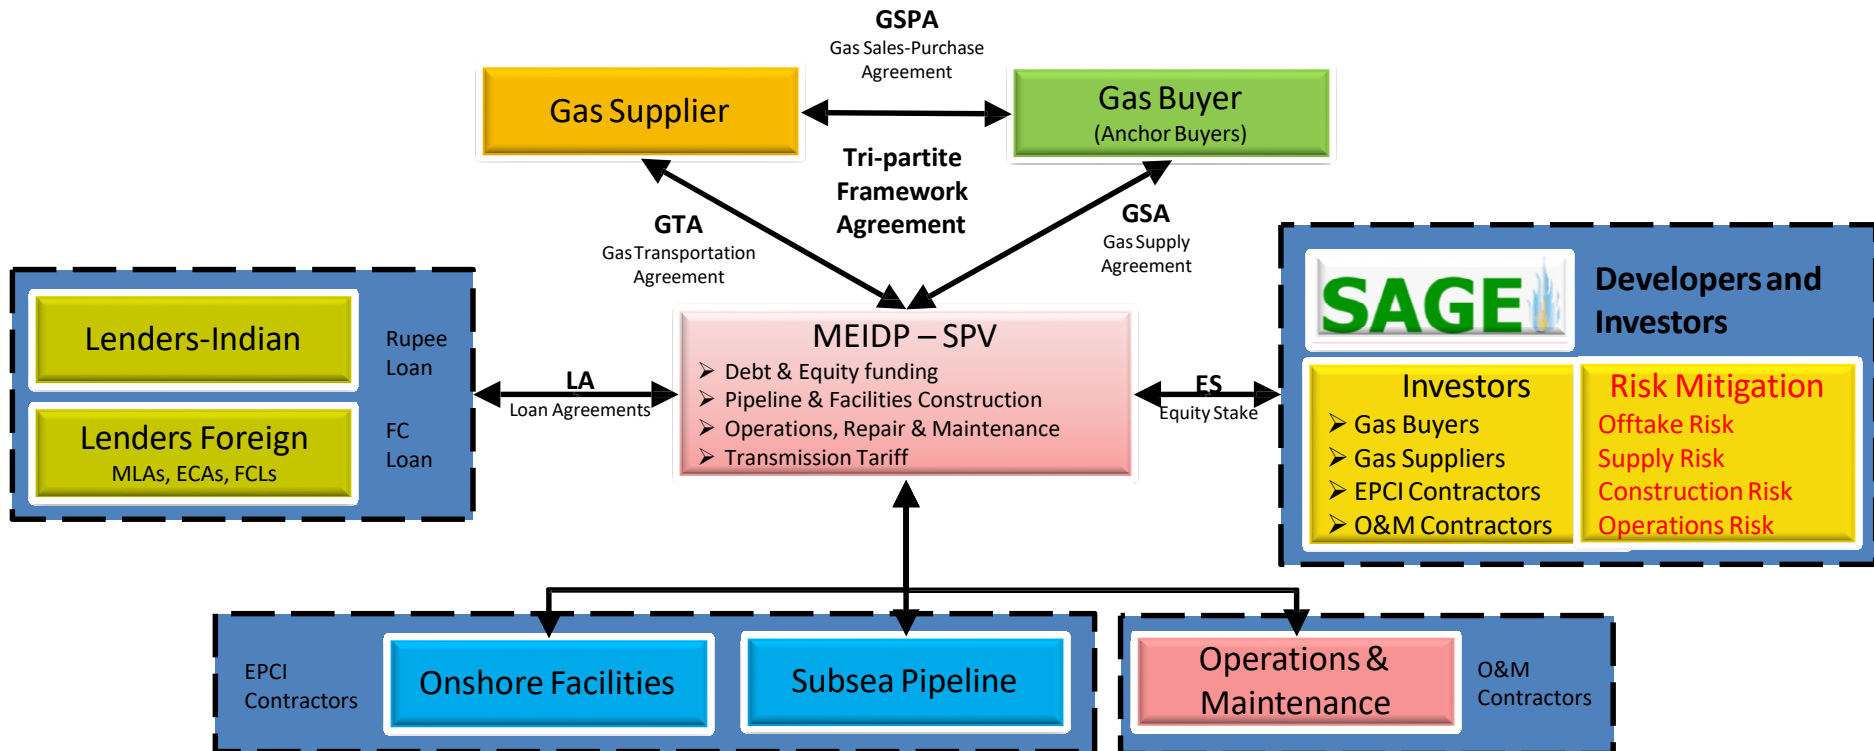 GSPA
Gas Sales-Purchase
Agreement
Gas Supplier
Gas Buyer
(Anchor Buyers)
Tri-partite
Framework
Agreement
GTA
Gas Transportation
Agreement
GSA
Gas Supply
Agreement
Lenders-Indian
Rupee
Loan
Lenders Foreign
MLAs, ECAs, FCLs
FC
Loan
LA
Loan Agreements
MEIDP – SPV
➢ Debt & Equity funding
➢ Pipeline & Facilities Construction
➢ Operations, Repair & Maintenance
➢ Transmission Tariff
ES
Equity Stake
SAGE
Developers and
Investors
Investors
➢ Gas Buyers
➢ Gas Suppliers
➢ EPCI Contractors
➢ O&M Contractors
Risk Mitigation
Offtake Risk
Supply Risk
Construction Risk
Operations Risk
EPCI
Contractors
Onshore Facilities
Subsea Pipeline
Operations &
Maintenance
O&M
Contractors